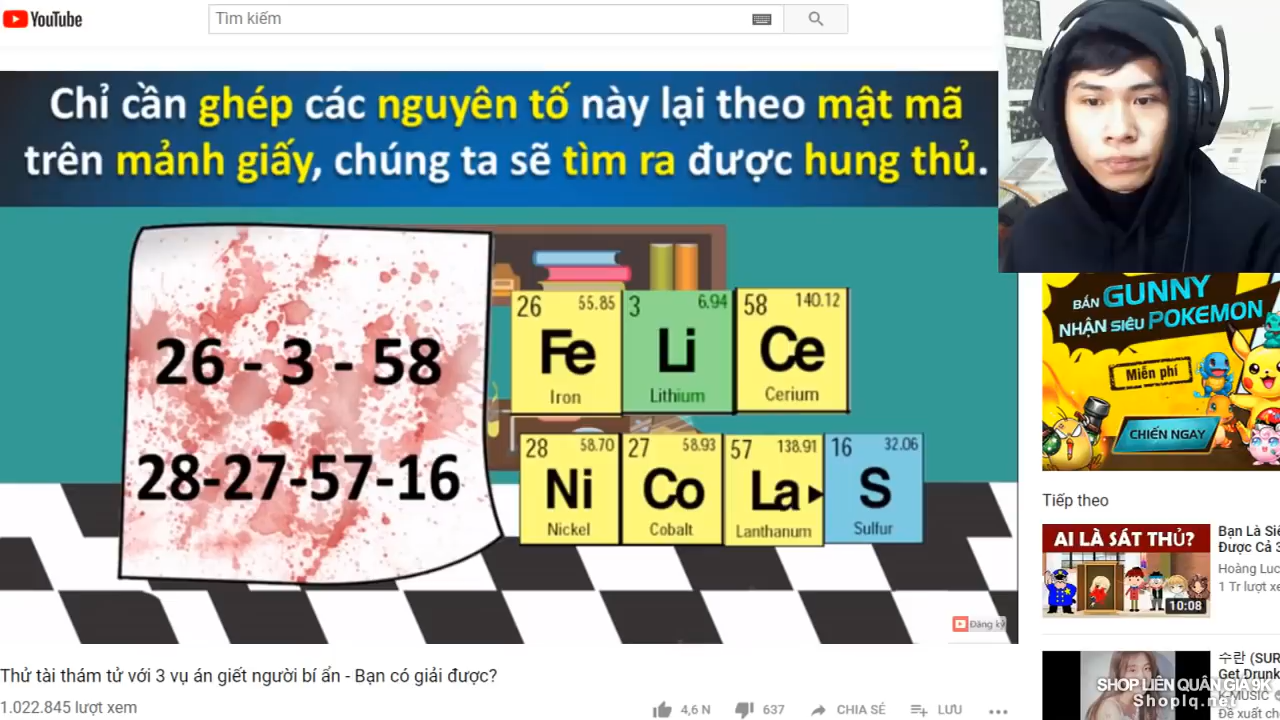 YouTube
Tìm kiếm
Chỉ cần ghép các nguyên tố này lại theo mật mã
trên mảnh giấy, chúng ta sẽ tìm ra được hung thủ.
26 - 3 - 58
28-27-57-16
26 55.85
Fe
Iron
3 6.94
Li
Lithium
58 140.12
Ce
Cerium
28 58.70
Ni
Nickel
27 58.93
Co
Cobalt
57 138.91
La
Lanthanum
16 32.06
S
Sulfur
Đăng ký
Thử tài thám tử với 3 vụ án giết người bí ẩn - Bạn có giải được?
1.022.845 lượt xem
4,6 N
637
CHIA SẺ
LƯU
BẮN GUNNY
NHẬN SIÊU POKEMON
Miễn phí
CHIẾN NGAY
Tiếp theo
AI LÀ SÁT THỦ?
10:08
Bạn Là Siê
Được Cả 3
Hoàng Luc
1 Tr lượt xe
수란 (SUR
Get Drunk
K-MUSIC
Đề xuất ch
SHOP LIÊN QUÂN GIÁ 9K
Shoplq.net